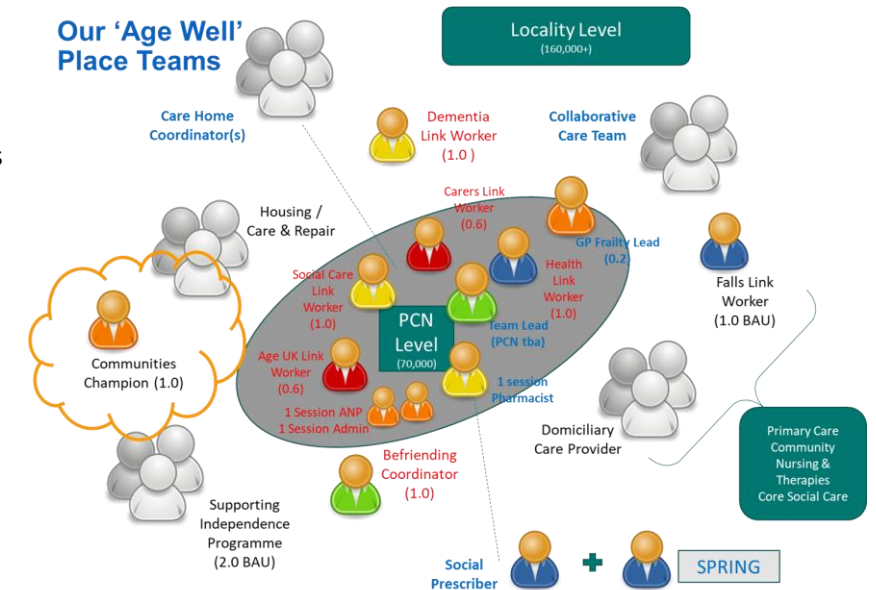 Our ‘Age Well’
Place Teams
Locality Level
(160,000+)
Care Home
Coordinator(s)
Dementia
Link Worker
(1.0 )
Collaborative
Care Team
s
Carers Link
Worker
(0.6)
Housing /
Care & Repair
GP Frailty Lead
(0.2)
Social Care
Link
Worker
(1.0)
Health
Link
Worker
(1.0)
Falls Link
Worker
(1.0 BAU)
PCN
Level
(70,000)
Team Lead
(PCN tba)
Communities
Champion (1.0)
Age UK Link
Worker
(0.6)
1 session
Pharmacist
1 Session ANP
1 Session Admin
Domiciliary
Care Provider
Primary Care
Community
Nursing &
Therapies
Core Social Care
Befriending
Coordinator
(1.0)
Supporting
Independence
Programme
(2.0 BAU)
Social
Prescriber
SPRING